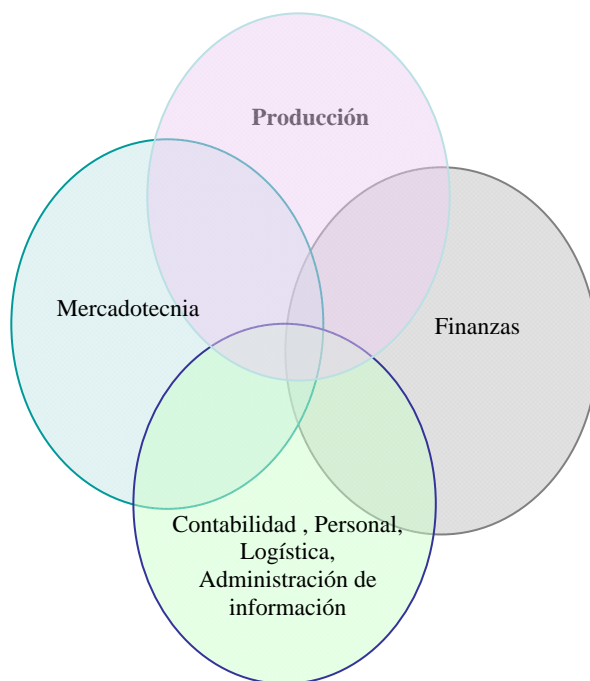 Producción
Mercadotecnia
Finanzas
Contabilidad , Personal,
Logística,
Administración de
información